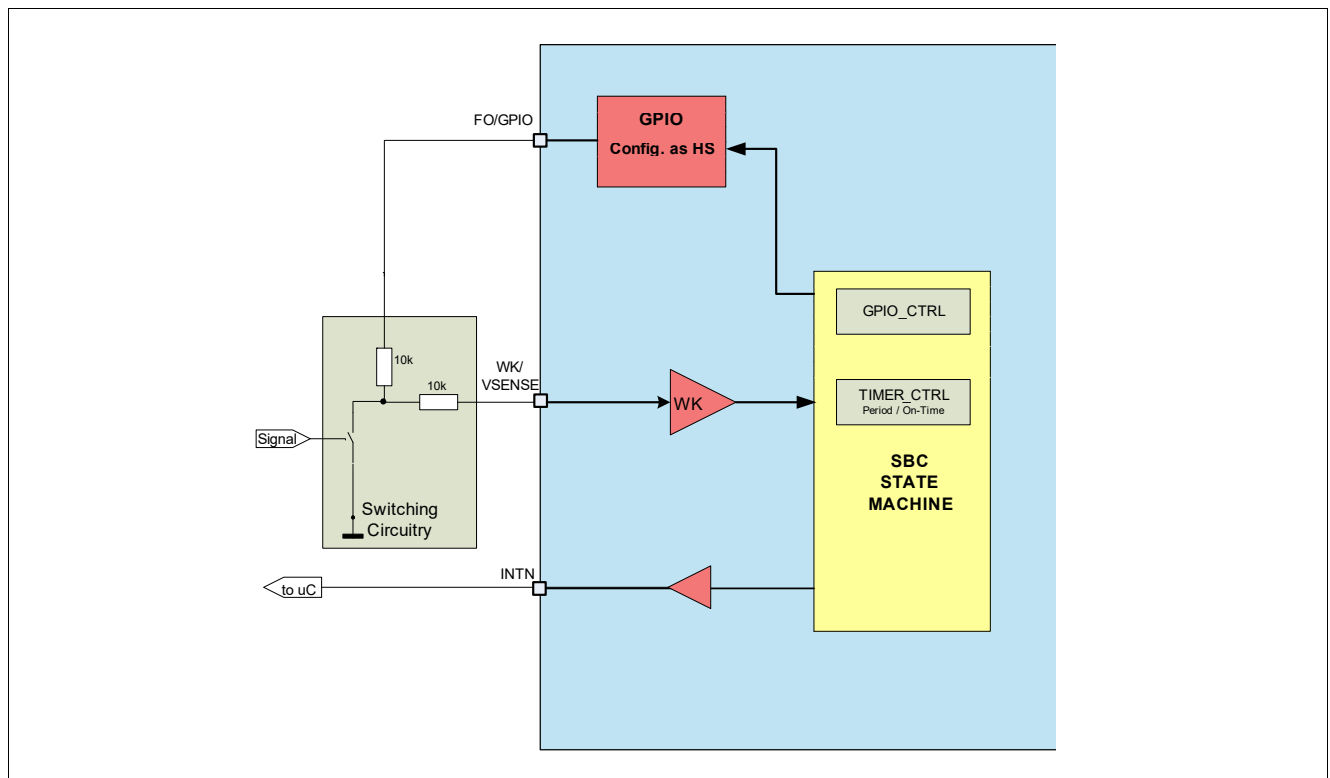 FO/GPIO
GPIO
Config. as HS
GPIO_CTRL
10k
10k
WK/
VSENSE
WK
TIMER_CTRL
Period / On-Time
Signal
SBC
STATE
MACHINE
Switching
Circuitry
INTN
to uC